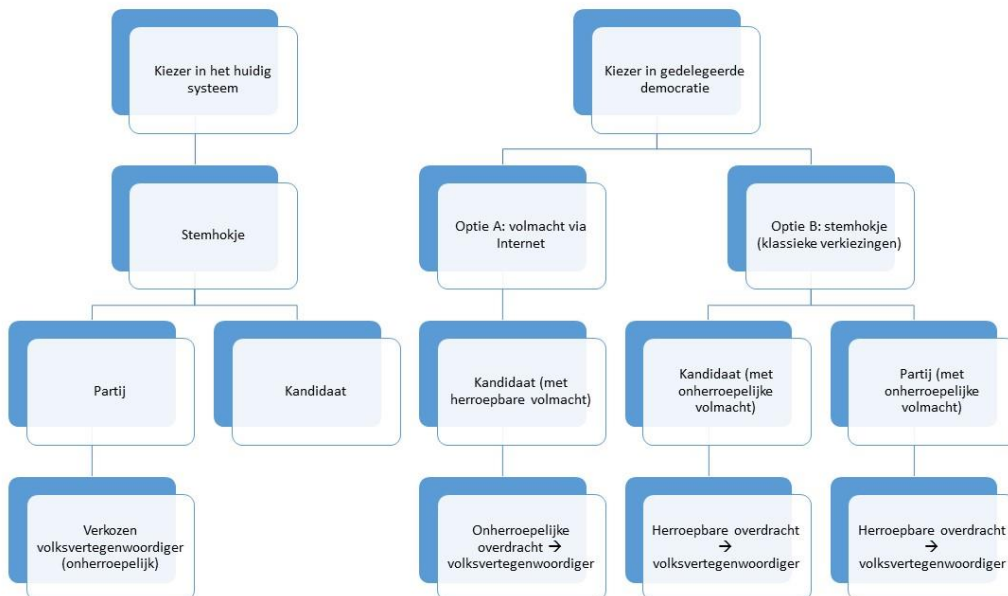 Kiezer in het huidig
systeem
Kiezer in gedelegeerde
democratie
Stemhokje
Optie A: volmacht via
Internet
Optie B: stemhokje
(klassieke verkiezingen)
Partij
Kandidaat
Kandidaat (met
herroepbare volmacht)
Kandidaat (met
onherroepelijke
volmacht)
Partij (met
onherroepelijke
volmacht)
Verkozen
volksvertegenwoordiger
(onherroepelijk)
Onherroepelijke
overdracht →
volksvertegenwoordiger
Herroepbare overdracht
→
volksvertegenwoordiger
Herroepbare overdracht
→
volksvertegenwoordiger